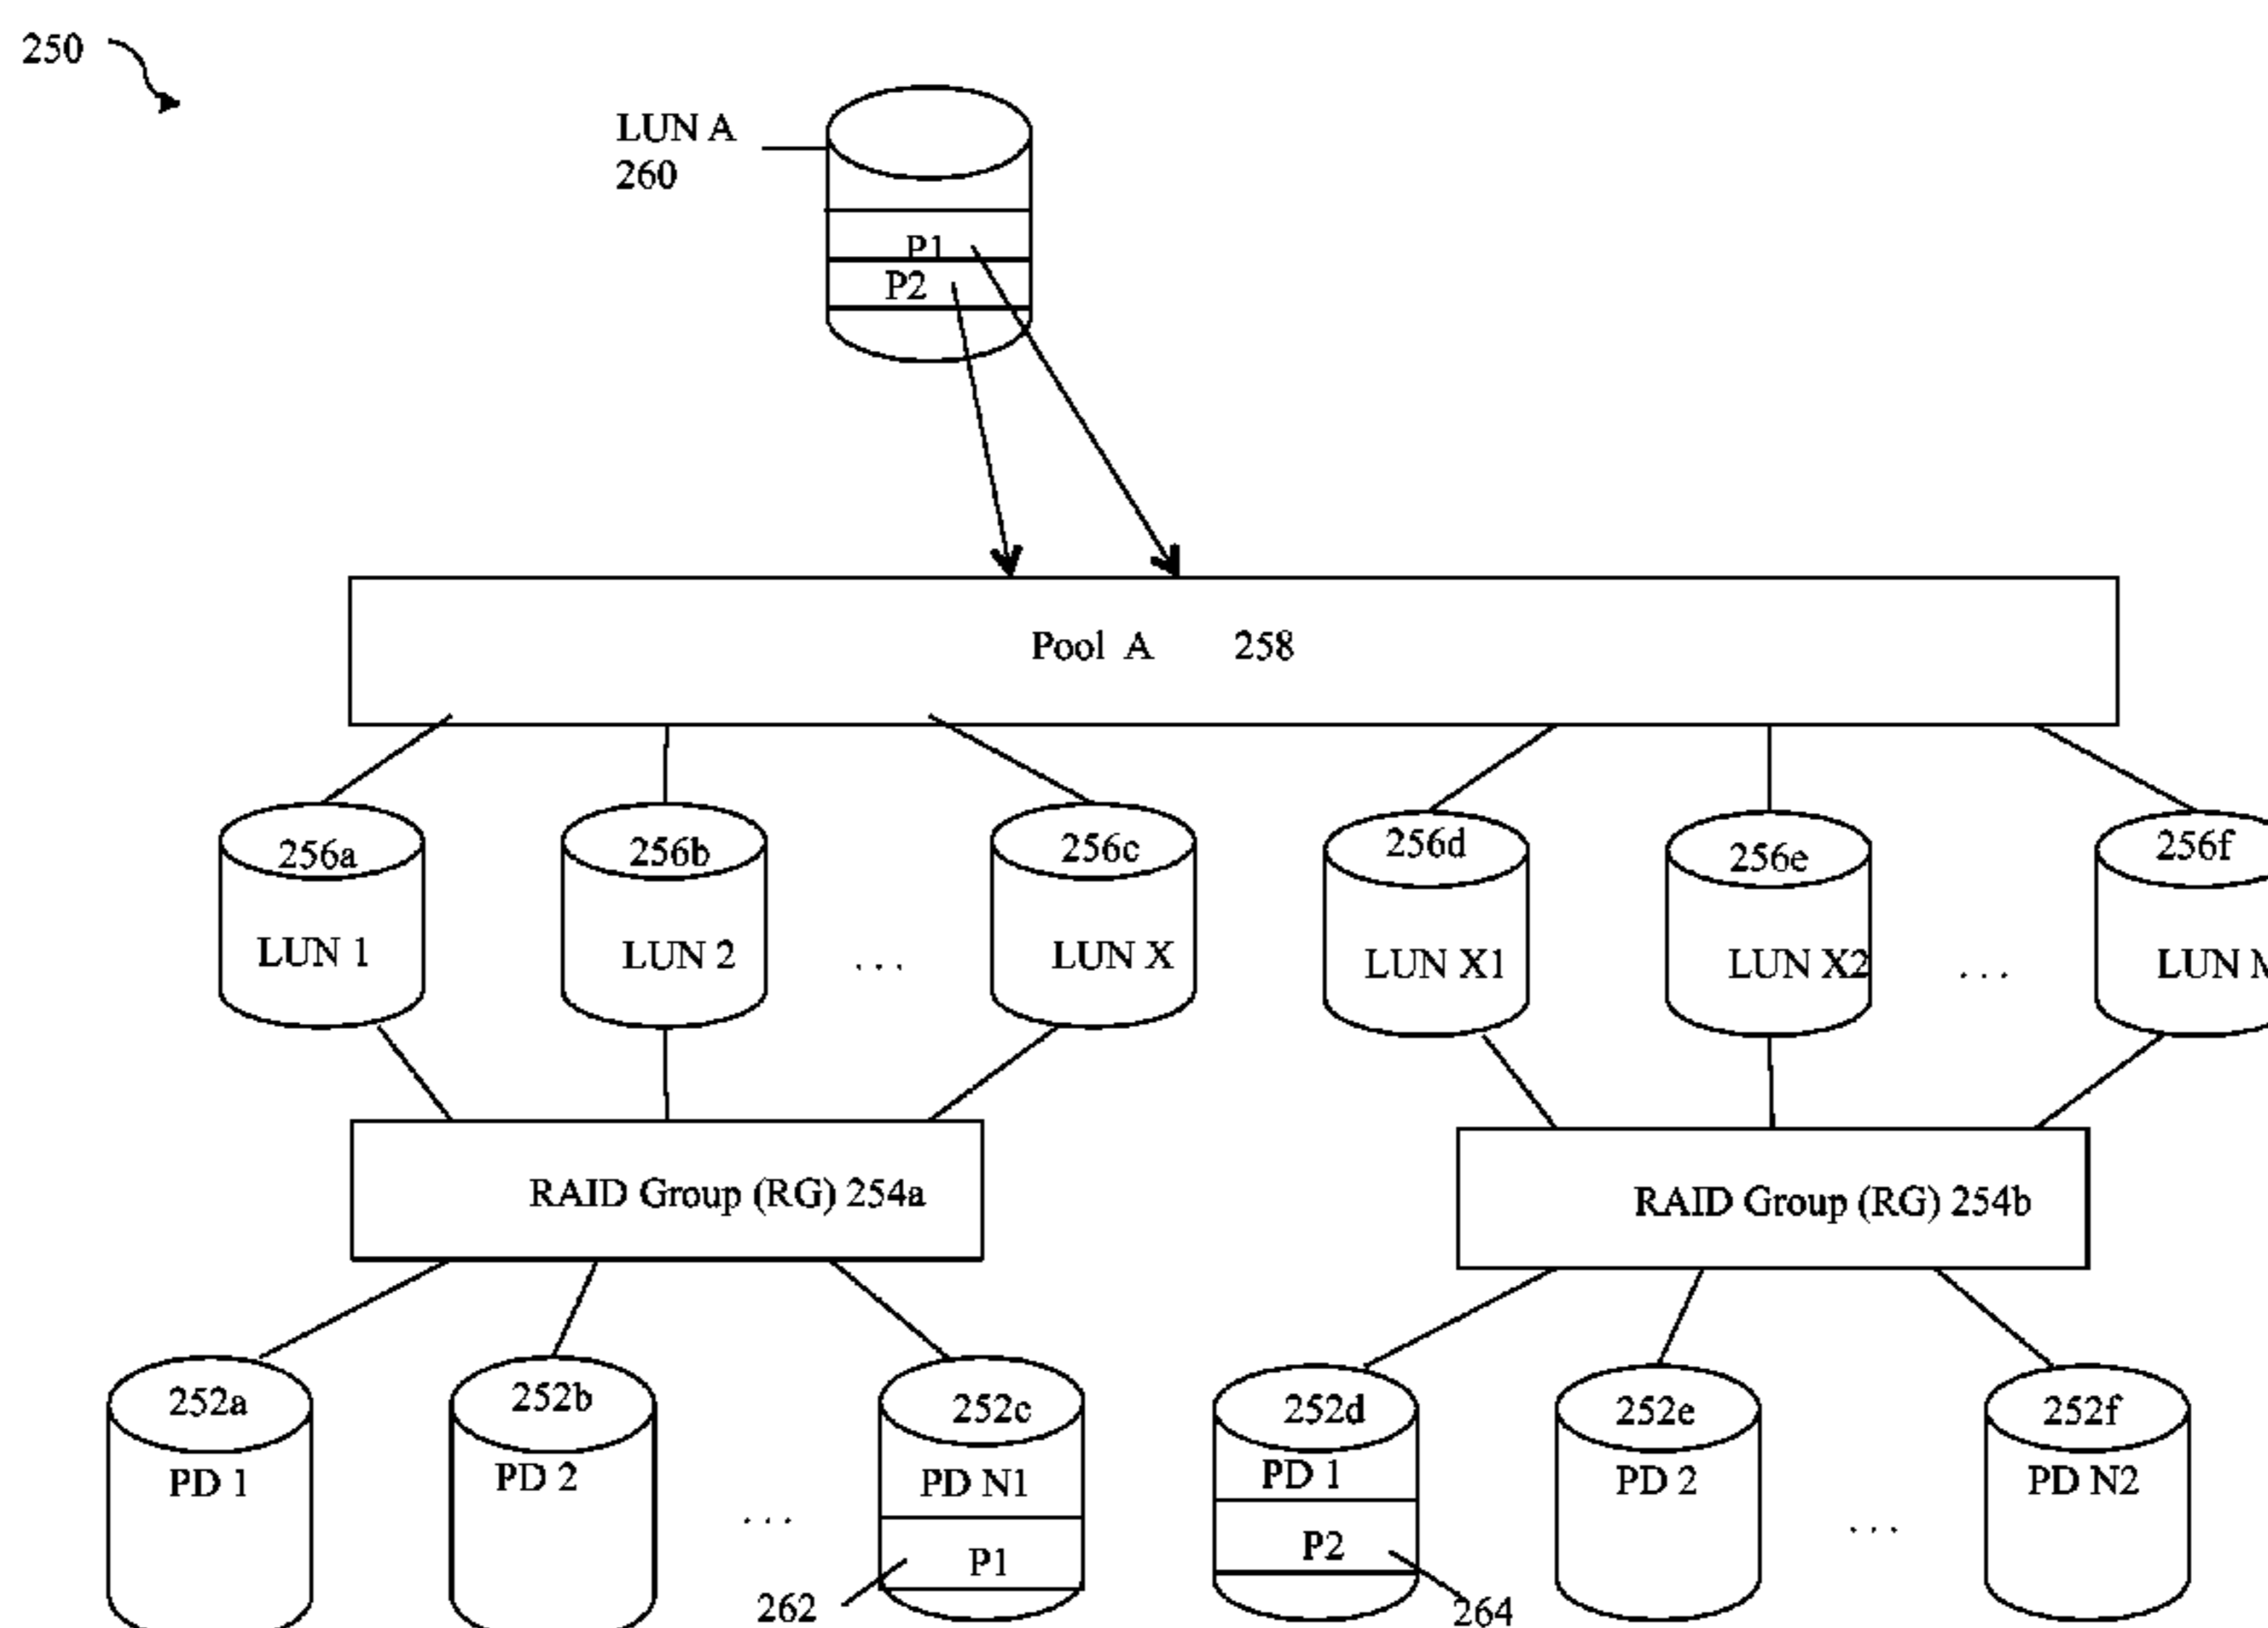 250
LUN A
260
P1
P2
Pool A 258
256a
256b
256c
256d
256e
256f
LUN 1
LUN 2
. . .
LUN X
LUN X1
LUN X2
. . .
LUN
RAID Group (RG) 254a
RAID Group (RG) 254b
252a
252b
252c
252d
252e
252f
PD 1
PD 2
. . .
PD N1
PD 1
PD 2
. . .
PD N2
P1
P2
262
264